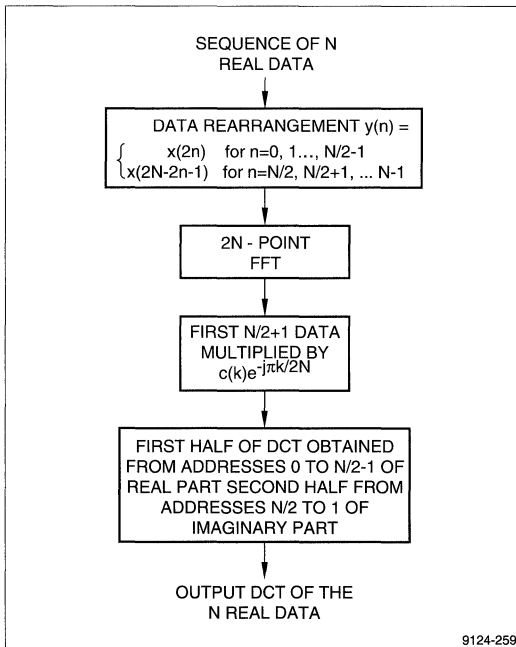 SEQUENCE OF N
REAL DATA
DATA REARRANGEMENT y(n) =
x(2n) for n=0, 1..., N/2-1
x(2N-2n-1) for n=N/2, N/2+1, ... N-1
2N - POINT
FFT
FIRST N/2+1 DATA
MULTIPLIED BY
c(k)e-jπk/2N
FIRST HALF OF DCT OBTAINED
FROM ADDRESSES 0 TO N/2-1 OF
REAL PART SECOND HALF FROM
ADDRESSES N/2 TO 1 OF
IMAGINARY PART
OUTPUT DCT OF THE
N REAL DATA
9124-259